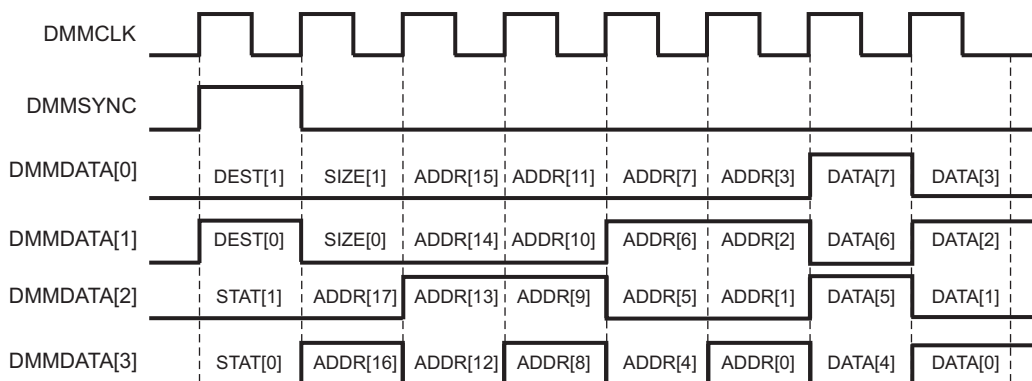 DMMCLK
DMMSYNC
DMMDATA[0] DEST[1] SIZE[1] ADDR[15] ADDR[11] ADDR[7] ADDR[3] DATA[7] DATA[3]
DMMDATA[1] DEST[0] SIZE[0] ADDR[14] ADDR[10] ADDR[6] ADDR[2] DATA[6] DATA[2]
DMMDATA[2] STAT[1] ADDR[17] ADDR[13] ADDR[9] ADDR[5] ADDR[1] DATA[5] DATA[1]
DMMDATA[3] STAT[0] ADDR[16] ADDR[12] ADDR[8] ADDR[4] ADDR[0] DATA[4] DATA[0]